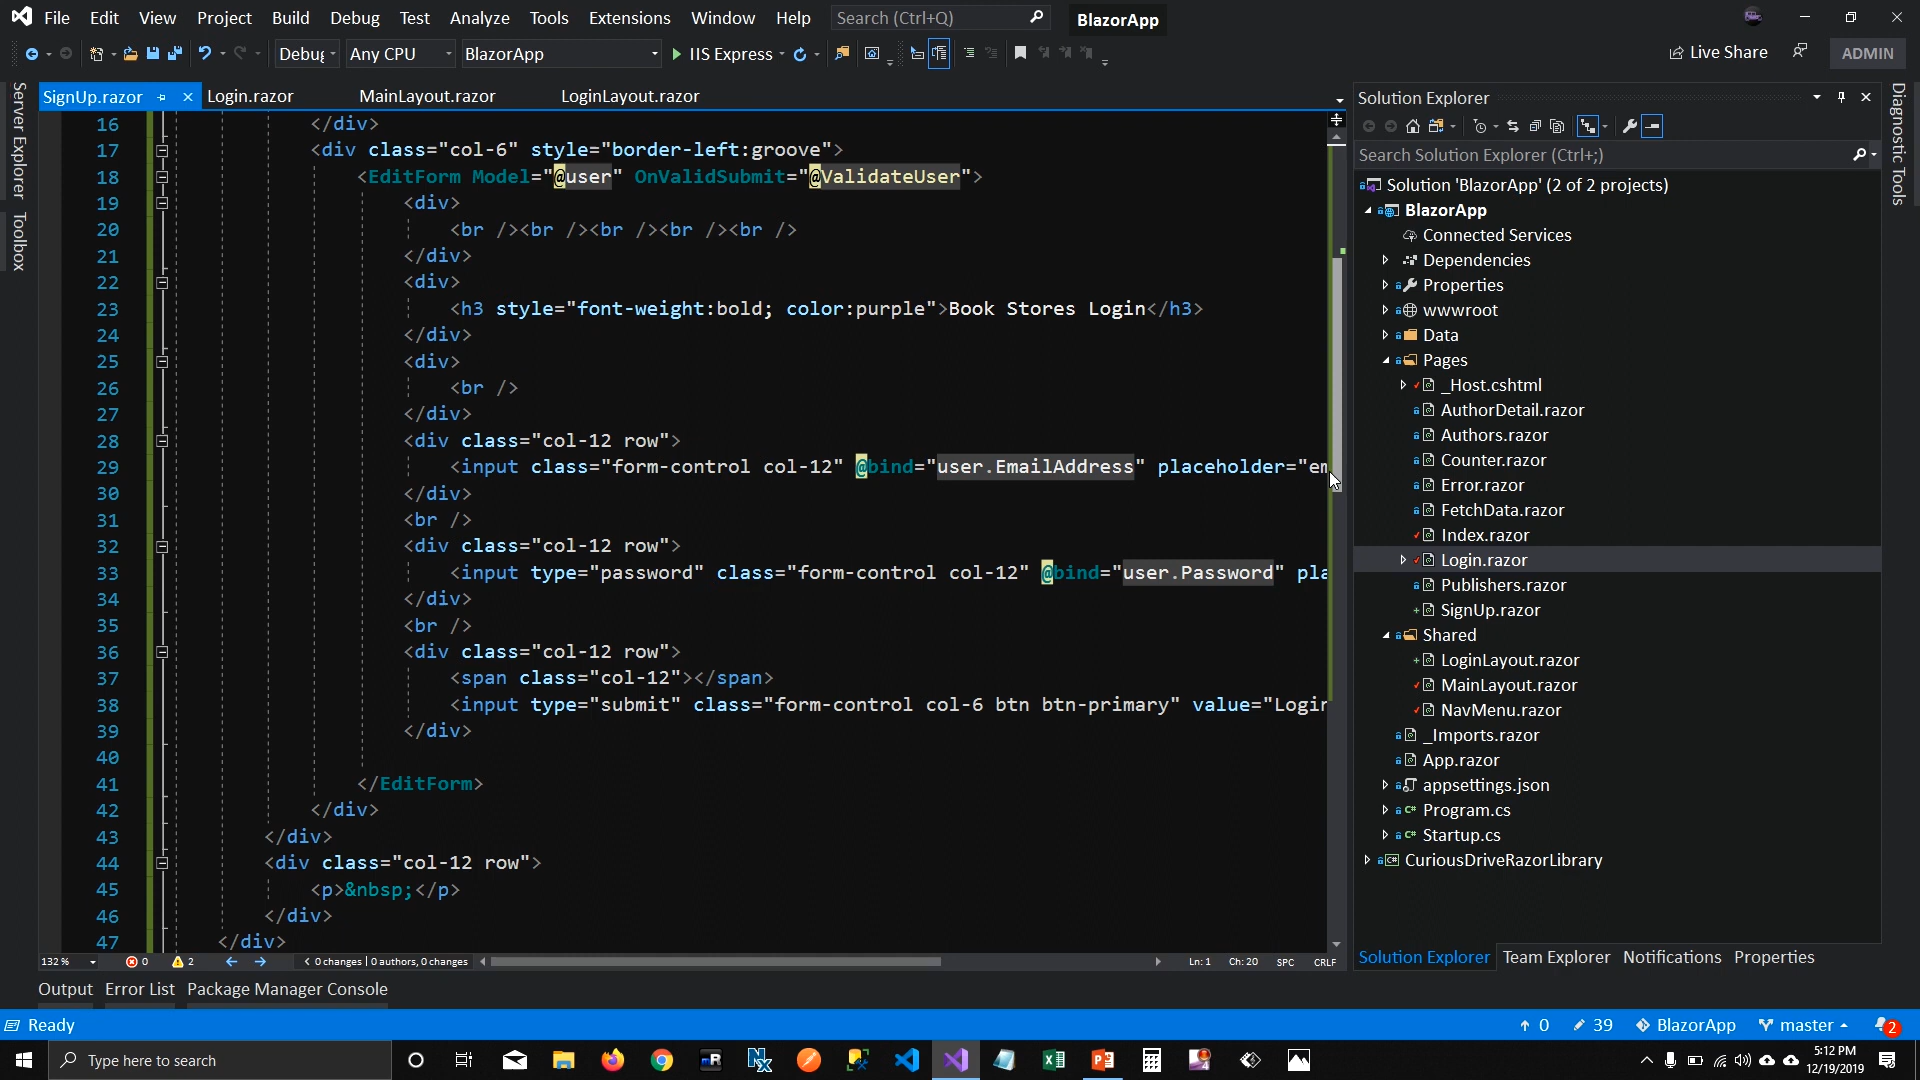 File Edit View Project Build Debug Test Analyze Tools Extensions Window Help Search (Ctrl+Q) BlazorApp
Debug Any CPU BlazorApp IIS Express Live Share ADMIN
Server Explorer
Toolbox
SignUp.razor Login.razor MainLayout.razor LoginLayout.razor
16 </div>
17 <div class="col-6" style="border-left:groove">
18 <EditForm Model="@user" OnValidSubmit="@ValidateUser">
19 <div>
20 <br /><br /><br /><br /><br />
21 </div>
22 <div>
23 <h3 style="font-weight:bold; color:purple">Book Stores Login</h3>
24 </div>
25 <div>
26 <br />
27 </div>
28 <div class="col-12 row">
29 <input class="form-control col-12" @bind="user.EmailAddress" placeholder="em
30 </div>
31 <br />
32 <div class="col-12 row">
33 <input type="password" class="form-control col-12" @bind="user.Password" pla
34 </div>
35 <br />
36 <div class="col-12 row">
37 <span class="col-12"></span>
38 <input type="submit" class="form-control col-6 btn btn-primary" value="Login
39 </div>
40
41 </EditForm>
42 </div>
43 </div>
44 <div class="col-12 row">
45 <p>&nbsp;</p>
46 </div>
47 </div>
132 % 0 2 0 changes | 0 authors, 0 changes Ln: 1 Ch: 20 SPC CRLF
Output Error List Package Manager Console
Solution Explorer
Search Solution Explorer (Ctrl+;)
Solution 'BlazorApp' (2 of 2 projects)
BlazorApp
Connected Services
Dependencies
Properties
wwwroot
Data
Pages
_Host.cshtml
AuthorDetail.razor
Authors.razor
Counter.razor
Error.razor
FetchData.razor
Index.razor
Login.razor
Publishers.razor
SignUp.razor
Shared
LoginLayout.razor
MainLayout.razor
NavMenu.razor
_Imports.razor
App.razor
appsettings.json
Program.cs
Startup.cs
CuriousDriveRazorLibrary
Solution Explorer Team Explorer Notifications Properties
Diagnostic Tools
Ready 0 39 BlazorApp master 2
Type here to search
5:12 PM
12/19/2019